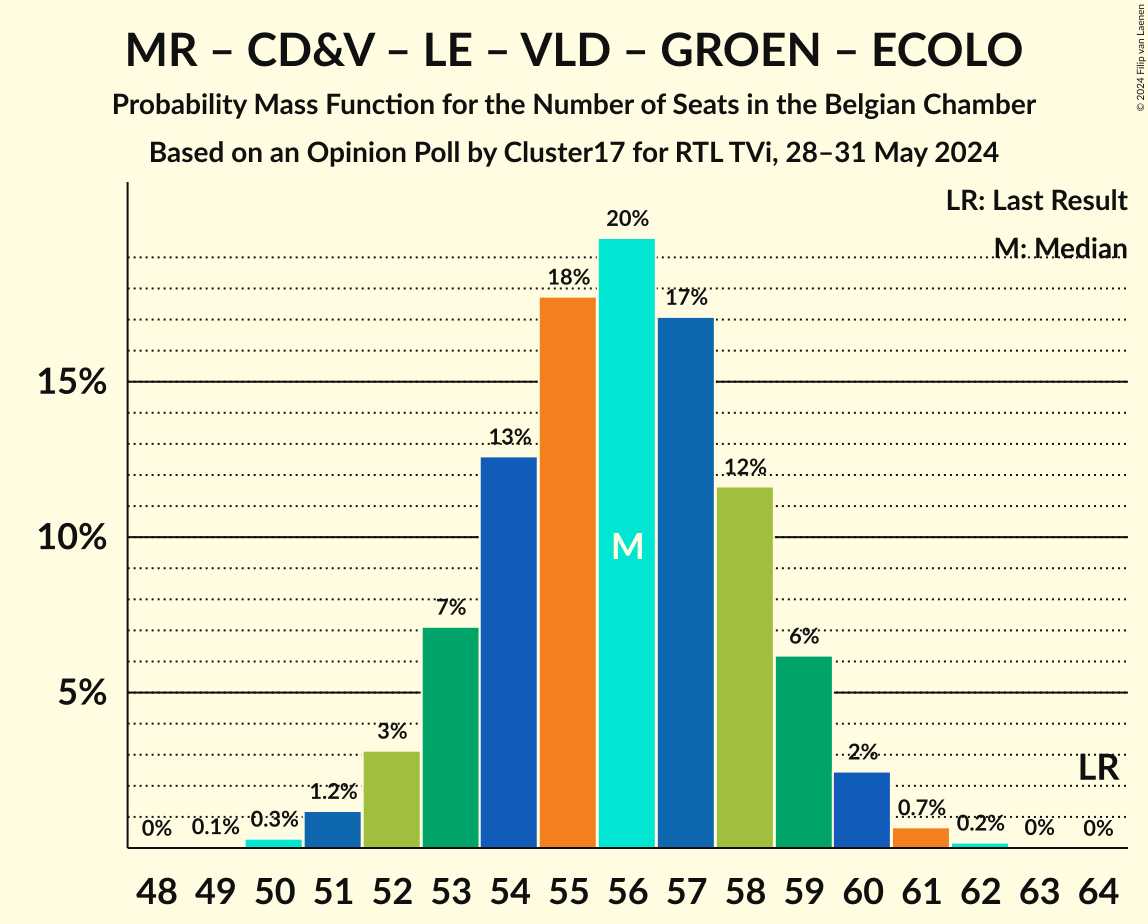 MR – CD&V – LE – VLD – GROEN – ECOLO
Probability Mass Function for the Number of Seats in the Belgian Chamber
Based on an Opinion Poll by Cluster17 for RTL TVi, 28–31 May 2024
© 2024 Filip van Laenen
LR: Last Result
M: Median
20%
18%
17%
15%
13%
12%
10%
M
7%
6%
5%
3%
2%
LR
1.2%
0.7%
0% 0.1% 0.3% 0.2% 0% 0%
48 49 50 51 52 53 54 55 56 57 58 59 60 61 62 63 64